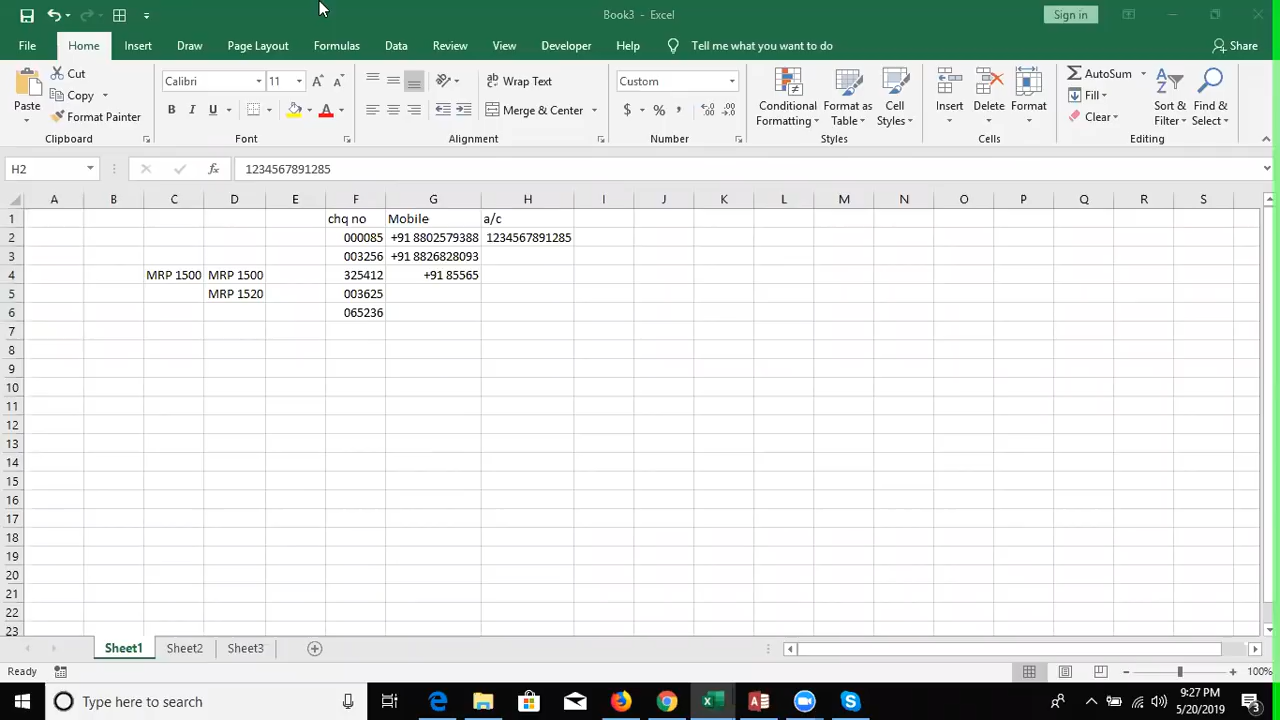 Book3 - Excel
Sign in
File Home Insert Draw Page Layout Formulas Data Review View Developer Help Tell me what you want to do Share
Paste Cut Copy Format Painter
Calibri 11
B I U
Wrap Text
Merge & Center
Custom
$ % ,
Conditional Formatting
Format as Table
Cell Styles
Insert Delete Format
AutoSum Fill Clear
Sort & Filter
Find & Select
Clipboard Font Alignment Number Styles Cells Editing
H2 fx 1234567891285
A B C D E F G H I J K L M N O P Q R S
1 chq no Mobile a/c
2 000085 +91 8802579388 1234567891285
3 003256 +91 8826828093
4 MRP 1500 MRP 1500 325412 +91 85565
5 MRP 1520 003625
6 065236
7
8
9
10
11
12
13
14
15
16
17
18
19
20
21
22
23
Sheet1 Sheet2 Sheet3
Ready 100%
Type here to search
9:27 PM
5/20/2019
3